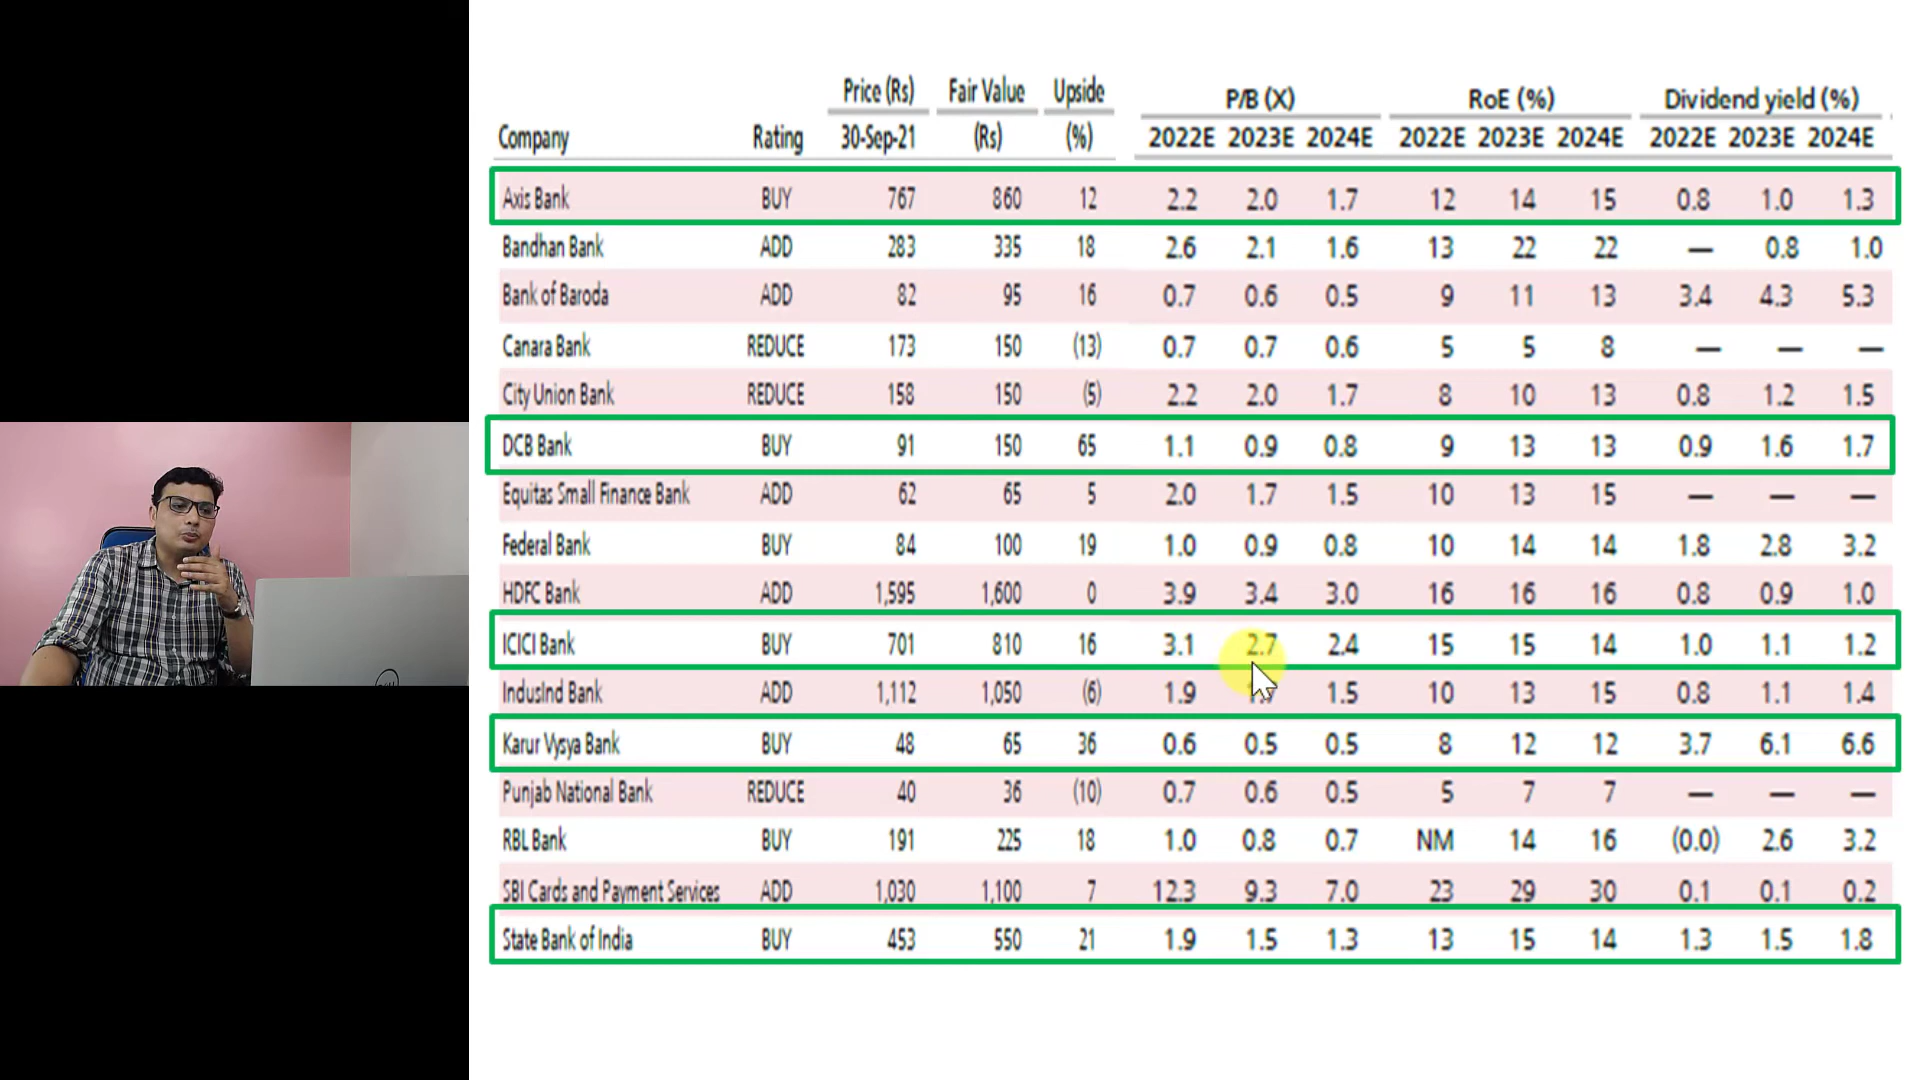 Price (Rs) Fair Value Upside P/B (X) RoE (%) Dividend yield (%)
Company Rating 30-Sep-21 (Rs) (%) 2022E 2023E 2024E 2022E 2023E 2024E 2022E 2023E 2024E
Axis Bank BUY 767 860 12 2.2 2.0 1.7 12 14 15 0.8 1.0 1.3
Bandhan Bank ADD 283 335 18 2.6 2.1 1.6 13 22 22 — 0.8 1.0
Bank of Baroda ADD 82 95 16 0.7 0.6 0.5 9 11 13 3.4 4.3 5.3
Canara Bank REDUCE 173 150 (13) 0.7 0.7 0.6 5 5 8 — — —
City Union Bank REDUCE 158 150 (5) 2.2 2.0 1.7 8 10 13 0.8 1.2 1.5
DCB Bank BUY 91 150 65 1.1 0.9 0.8 9 13 13 0.9 1.6 1.7
Equitas Small Finance Bank ADD 62 65 5 2.0 1.7 1.5 10 13 15 — — —
Federal Bank BUY 84 100 19 1.0 0.9 0.8 10 14 14 1.8 2.8 3.2
HDFC Bank ADD 1,595 1,600 0 3.9 3.4 3.0 16 16 16 0.8 0.9 1.0
ICICI Bank BUY 701 810 16 3.1 2.7 2.4 15 15 14 1.0 1.1 1.2
IndusInd Bank ADD 1,112 1,050 (6) 1.9 1.5 10 13 15 0.8 1.1 1.4
Karur Vysya Bank BUY 48 65 36 0.6 0.5 0.5 8 12 12 3.7 6.1 6.6
Punjab National Bank REDUCE 40 36 (10) 0.7 0.6 0.5 5 7 7 — — —
RBL Bank BUY 191 225 18 1.0 0.8 0.7 NM 14 16 (0.0) 2.6 3.2
SBI Cards and Payment Services ADD 1,030 1,100 7 12.3 9.3 7.0 23 29 30 0.1 0.1 0.2
State Bank of India BUY 453 550 21 1.9 1.5 1.3 13 15 14 1.3 1.5 1.8